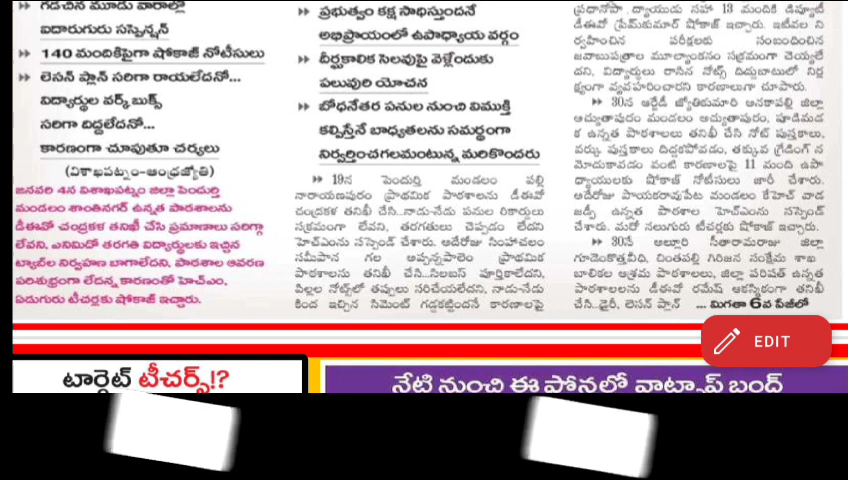 గడచిన మూడు వారాల్లో
ఏదారుగురు సస్పెన్షన్
140 మందికిపైగా షోకాజ్ నోటీసులు
లెసన్ ప్లాన్ సరిగా రాయలేదనో...
విద్యార్థుల వర్క్ బుక్స్
సరిగా దిద్దలేదనో...
కారణంగా చూపుతూ చర్యలు
(విశాఖపట్నం-ఆంధ్రజ్యోతి)
జనవరి 4న విశాఖపట్నం జిల్లా పెందుర్తి
మండలం శాంతినగర్ ఉన్నత పాఠశాలను
డీఈవో చంద్రకళ తనిఖీ చేసి ప్రమాణాలు సరిగ్గా
లేవని, ఎనిమిదో తరగతి విద్యార్థులకు ఇచ్చిన
ట్యాబ్‌ల నిర్వహణ బాగాలేదని, పాఠశాల ఆవరణ
పరిశుభ్రంగా లేదన్న కారణంతో హెచ్‌ఎం,
ఏడుగురు టీచర్లకు షోకాజ్ ఇచ్చారు.
ప్రభుత్వం కక్ష సాధిస్తుందనే
అభిప్రాయంలో ఉపాధ్యాయ వర్గం
దీర్ఘకాలిక సెలవుపై వెళ్లేందుకు
పలువురి యోచన
బోధనేతర పనుల నుంచి విముక్తి
కల్పిస్తేనే బాధ్యతలను సమర్థంగా
నిర్వర్తించగలమంటున్న మరికొందరు
19న పెందుర్తి మండలం వల్లి
నారాయణపురం ప్రాథమిక పాఠశాలను డీఈవో
చంద్రకళ తనిఖీ చేసి..నాడు-నేడు పనుల రికార్డులు
సక్రమంగా లేవని, తరగతులు చెప్పడం లేదని
హెచ్‌ఎంను సస్పెండ్ చేశారు. అదేరోజు సింహాచలం
సమీపాన గల అప్పన్నపాలెం ప్రాథమిక
పాఠశాలను తనిఖీ చేసి...సిలబస్ పూర్తికాలేదని,
పిల్లల నోట్స్‌లో తప్పులు సరిచేయలేదని, నాడు-నేడు
కింద ఇచ్చిన సిమెంట్ గడ్డకట్టిందనే కారణాలపై
ప్రధానోపా ధ్యాయుడు సహా 13 మందికి డిప్యూటీ
డీఈవో ప్రేమ్‌కుమార్ షోకాజ్ ఇచ్చారు. ఇటీవల ని
ర్వహించిన పరీక్షలకు సంబంధించిన
జవాబుపత్రాల మూల్యాంకనం సక్రమంగా చెయ్యలే
దని, విద్యార్థులు రాసిన నోట్స్ దిద్దుబాటులో నిర్ల
క్ష్యంగా వ్యవహరించారని కారణాలుగా చూపారు.
30న ఆర్జేడీ జ్యోతికుమారి అనకాపల్లి జిల్లా
అచ్యుతాపురం మండలం అచ్యుతాపురం, పూడిమడ
క ఉన్నత పాఠశాలలు తనిఖీ చేసి నోట్ పుస్తకాలు,
వర్కు పుస్తకాలు దిద్దకపోవడం, తక్కువ గ్రేడింగ్ న
మోదుకావడం వంటి కారణాలపై 11 మంది ఉపా
ధ్యాయులకు షోకాజ్ నోటీసులు జారీ చేశారు.
అదేరోజు పాయకరావుపేట మండలం కేహెచ్ వాడ
జడ్పీ ఉన్నత పాఠశాల హెచ్‌ఎంను సస్పెండ్
చేశారు. మరో నలుగురు టీచర్లకు షోకాజ్ ఇచ్చారు.
30నే అల్లూరి సీతారామరాజు జిల్లా
గూడెంకొత్తవీధి, చింతపల్లి గిరిజన సంక్షేమ శాఖ
బాలికల ఆశ్రమ పాఠశాలలు, జిల్లా పరిషత్ ఉన్నత
పాఠశాలలను డీఈవో రమేష్ ఆకస్మికంగా తనిఖీ
చేసి..డైరీ, లెసన్ ప్లాన్ ... మిగతా 6వ పేజీలో
EDIT
టార్గెట్ టీచర్స్!?
నేటి నుంచి ఈ ఫోన్లలో వాట్సాప్ బంద్